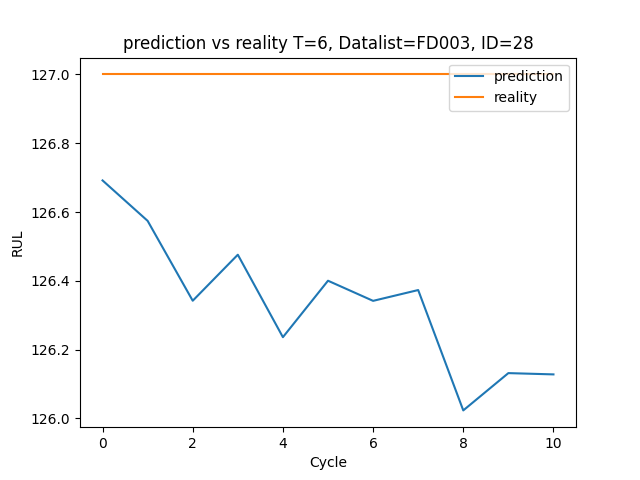 prediction vs reality T=6, Datalist=FD003, ID=28
127.0
126.8
126.6
126.4
126.2
126.0
RUL
prediction
reality
0 2 4 6 8 10
Cycle